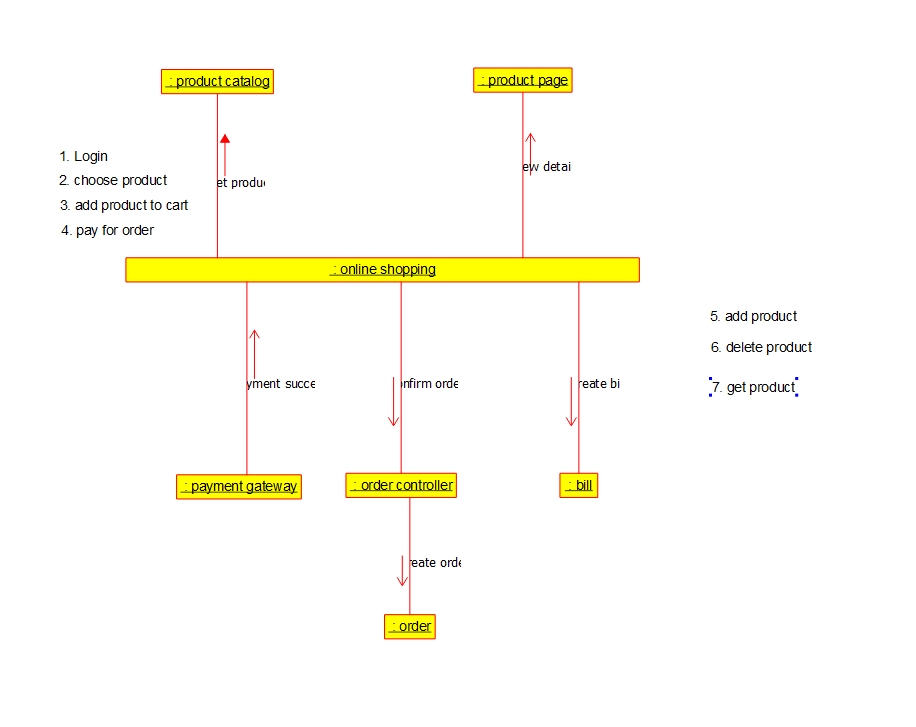 : product catalog
: product page
1. Login
2. choose product
3. add product to cart
4. pay for order
et produc
ew detai
: online shopping
5. add product
6. delete product
7. get product
yment succe
onfirm orde
reate bi
: payment gateway
: order controller
: bill
reate orde
: order